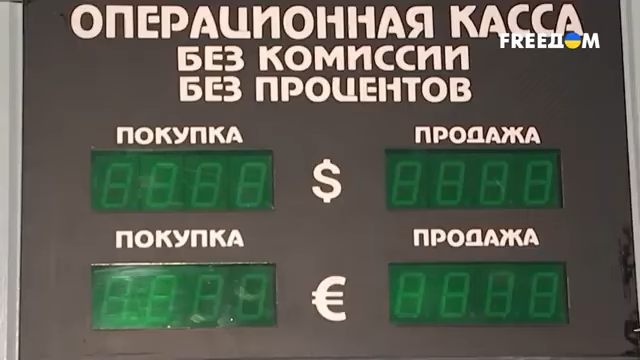 ОПЕРАЦИОННАЯ КАССА
FREEDOM
БЕЗ КОМИССИИ
БЕЗ ПРОЦЕНТОВ
ПОКУПКА ПРОДАЖА
$
ПОКУПКА ПРОДАЖА
€